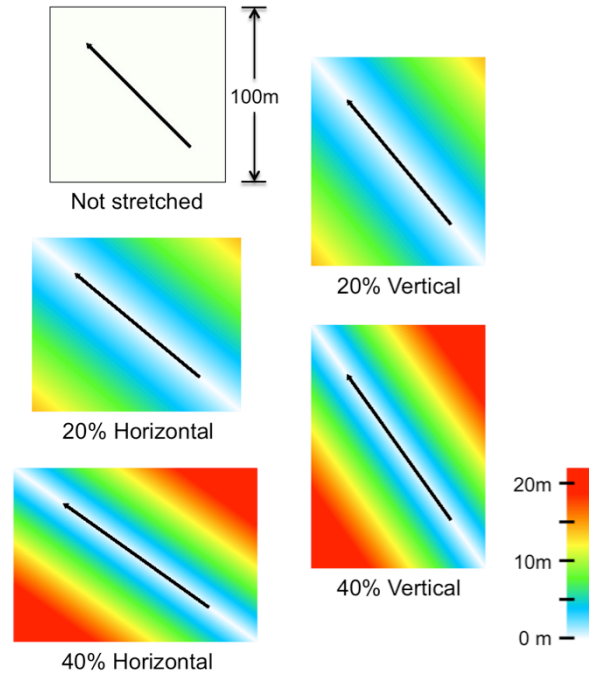 100m
Not stretched
20% Vertical
20% Horizontal
40% Vertical
40% Horizontal
20m
10m
0 m